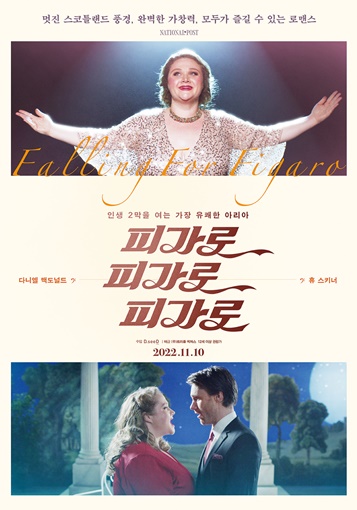 멋진 스코틀랜드 풍경, 완벽한 가창력, 모두가 즐길 수 있는 로맨스
NATIONAL POST
Falling For Figaro
인생 2막을 여는 가장 유쾌한 아리아
피가로
피가로
피가로
다니엘 맥도널드
휴 스키너
2022.11.10